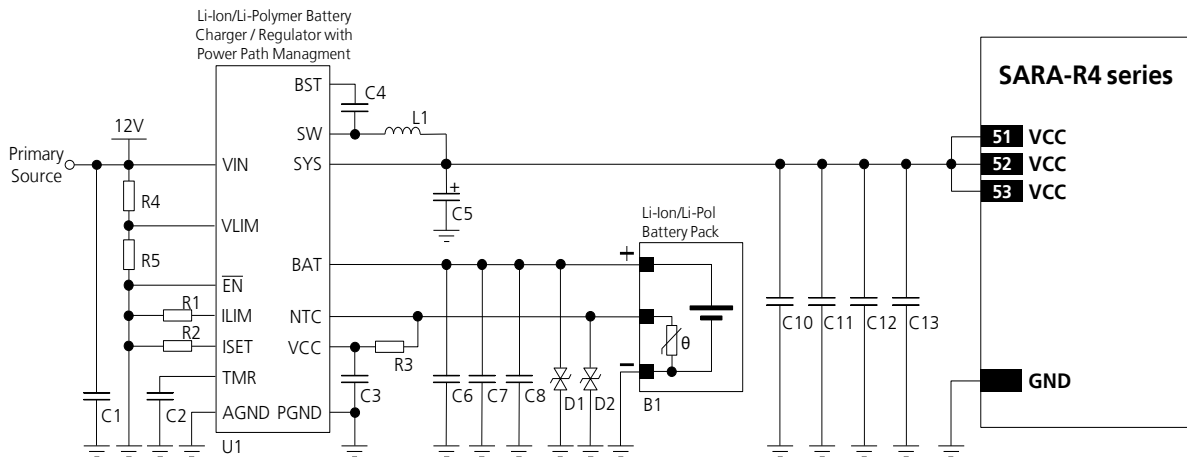 Li-Ion/Li-Polymer Battery
Charger / Regulator with
Power Path Managment
BST
C4
SARA-R4 series
12V
SW
L1
51 VCC
Primary
Source
VIN
SYS
52 VCC
R4
+
C5
53 VCC
VLIM
Li-Ion/Li-Pol
Battery Pack
R5
BAT
+
EN
R1
ILIM
NTC
C10
C11
C12
C13
R2
ISET
VCC
R3
θ
TMR
–
GND
C1
C2
AGND
PGND
C3
C6
C7
C8
D1
D2
B1
U1